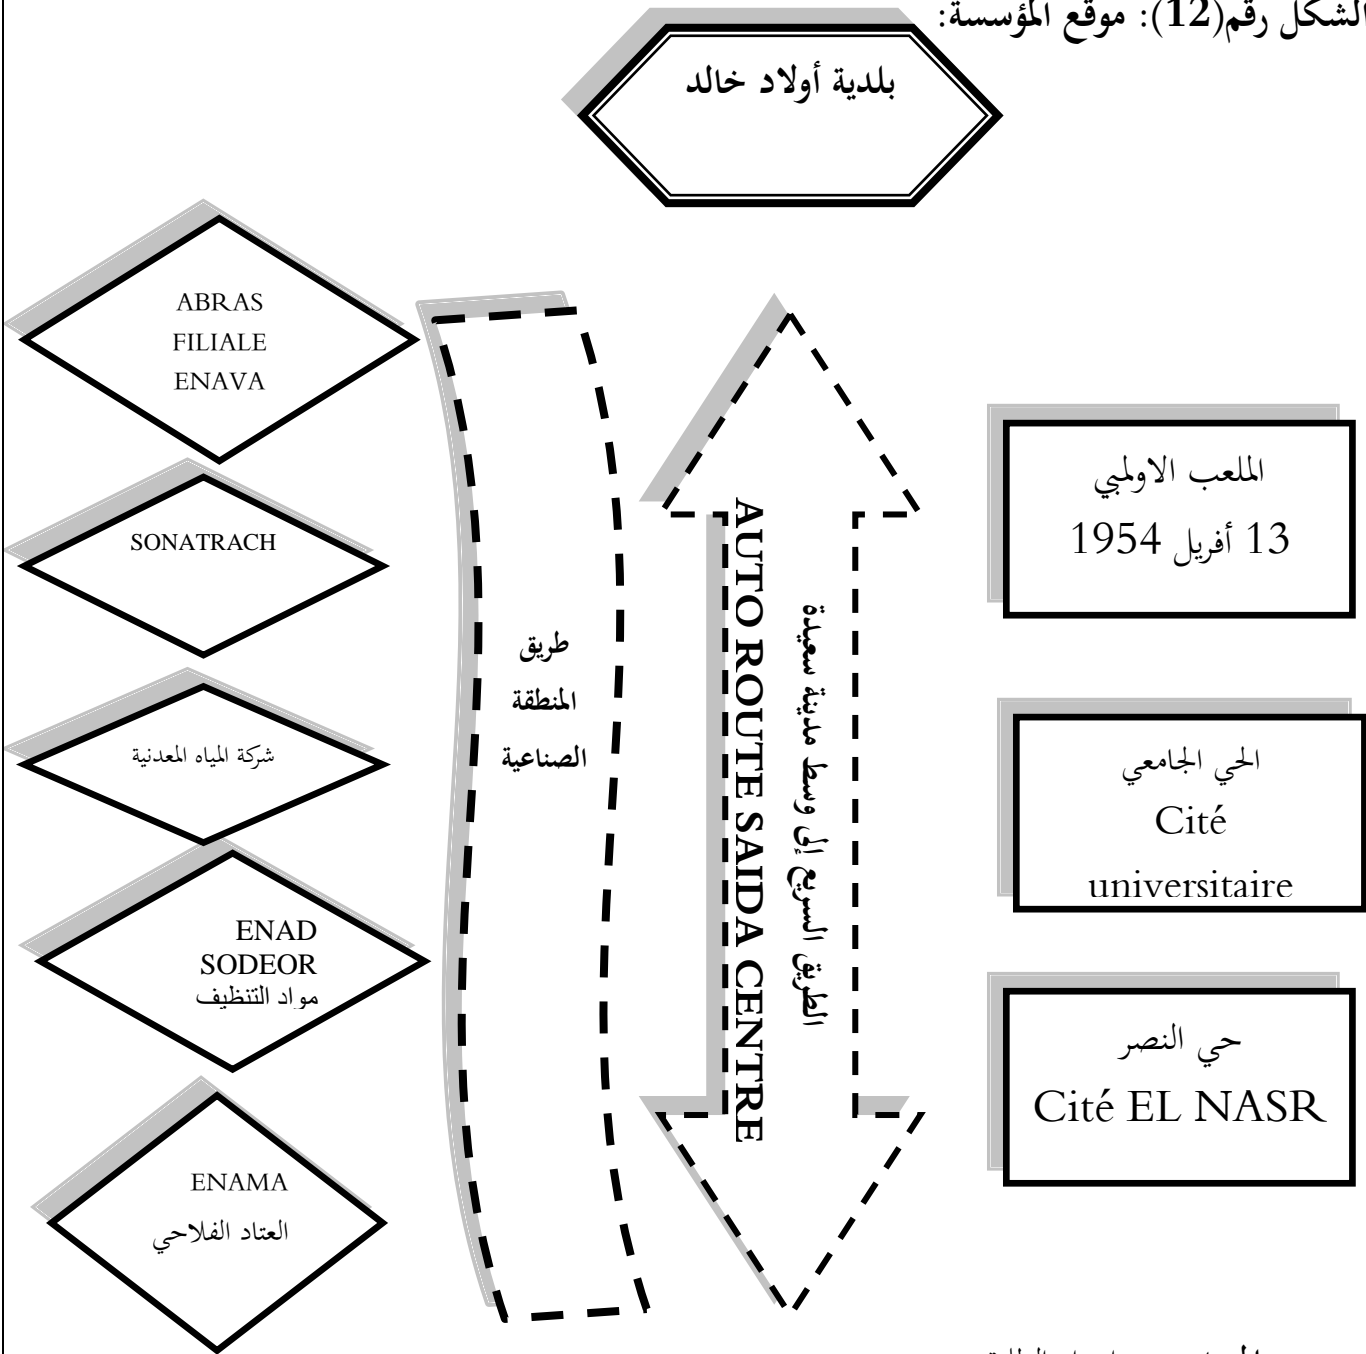 الشكل رقم(12): موقع المؤسسة:
بلدية أولاد خالد
ABRAS
FILIALE
ENAVA
SONATRACH
شركة المياه المعدنية
ENAD
SODEOR
مواد التنظيف
ENAMA
العتاد الفلاحي
طريق
المنطقة
الصناعية
AUTO ROUTE SAIDA CENTRE
الطريق السريع إلى وسط مدينة سعيدة
الملعب الاولمبي
13 أفريل 1954
الحي الجامعي
Cité
universitaire
حي النصر
Cité EL NASR